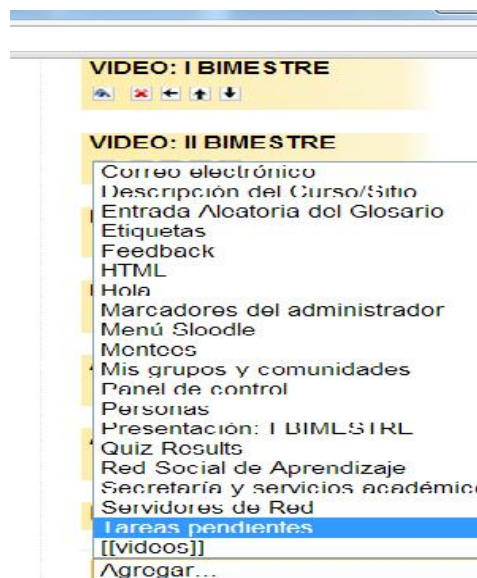 VIDEO: I BIMESTRE
VIDEO: II BIMESTRE
Correo electrónico
Descripción del Curso/Sitio
Entrada Aleatoria del Glosario
Etiquetas
Feedback
HTML
Hola
Marcadores del administrador
Menú Sloodle
Mentees
Mis grupos y comunidades
Panel de control
Personas
Presentación: I BIMESTRE
Quiz Results
Red Social de Aprendizaje
Secretaría y servicios académic
Servidores de Red
Tareas pendientes
[[videos]]
Agregar...